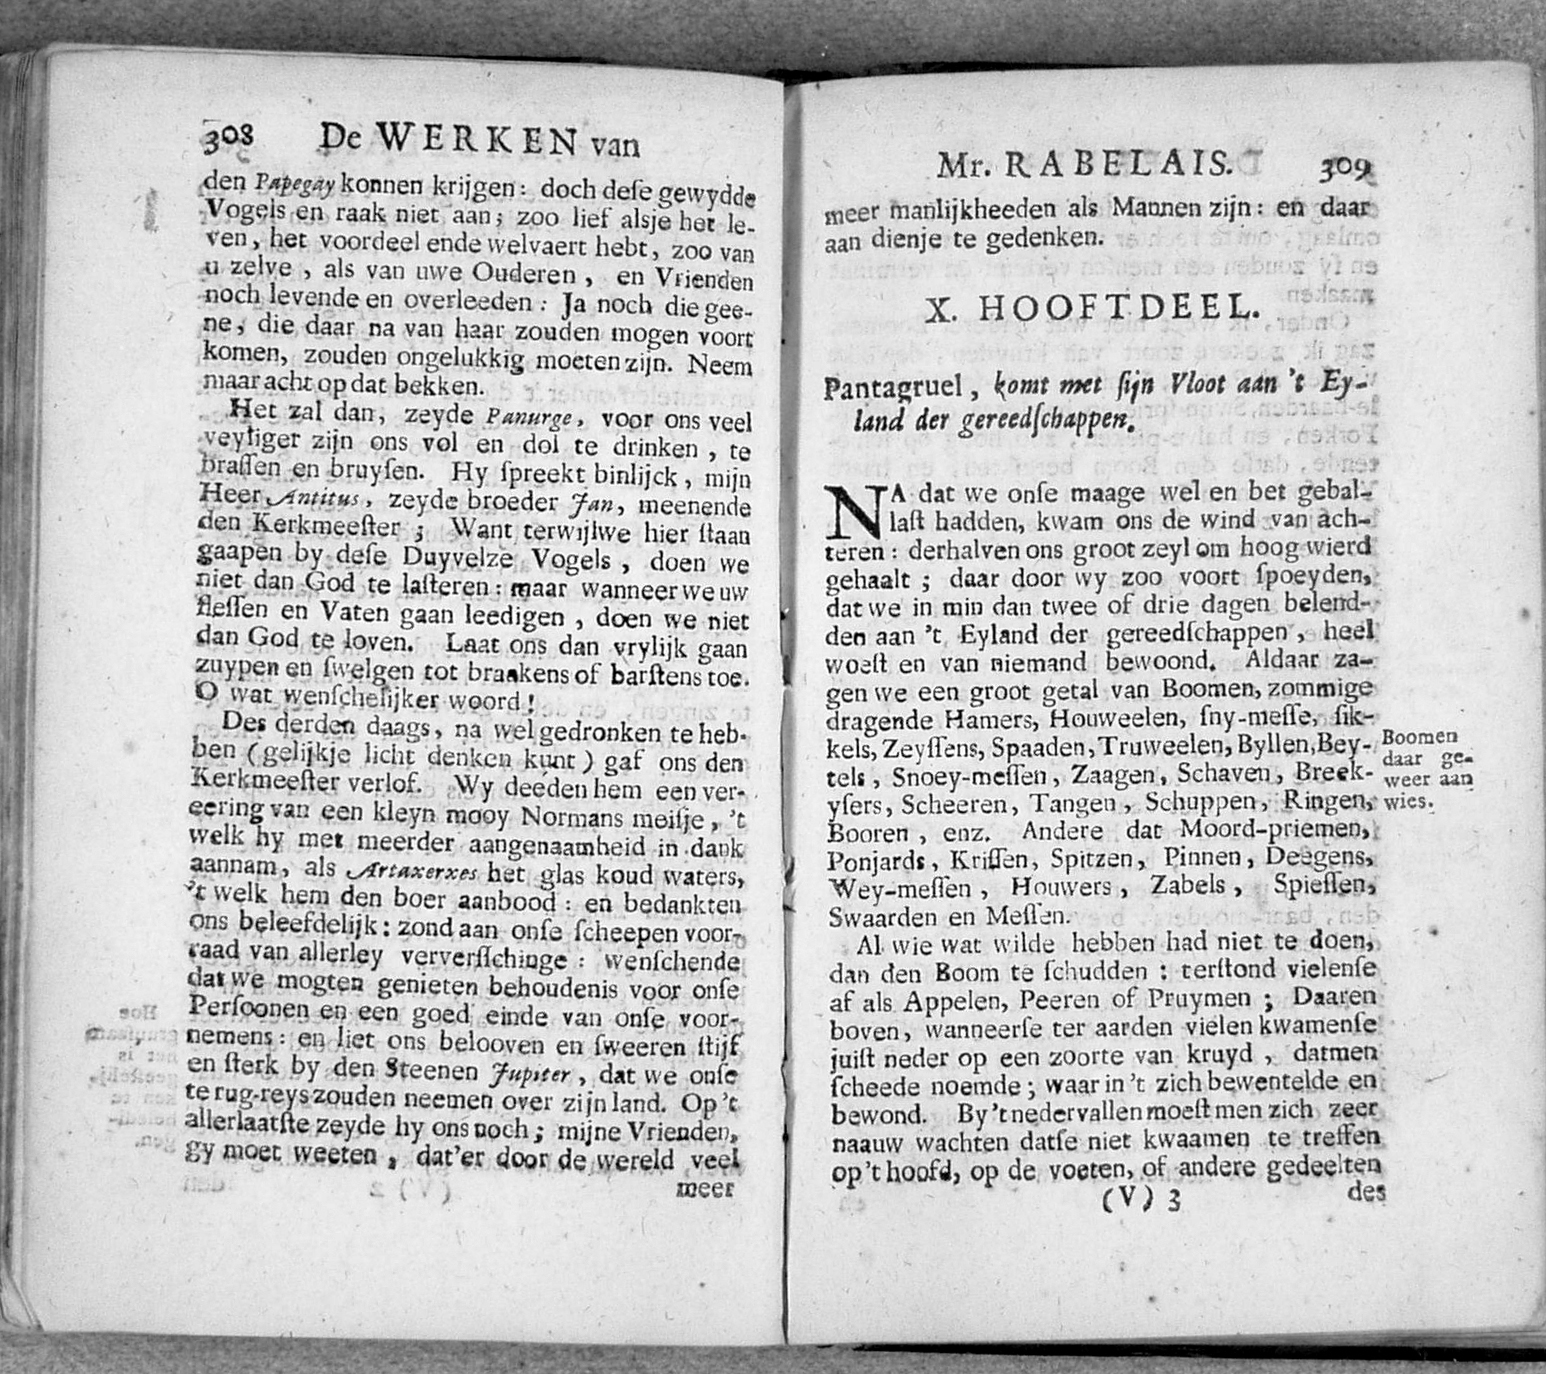 308 De WERKEN van
den Papegay konnen krijgen: doch deſe gewydde
Vogels en raak niet aan; zoo lief alsje het le-
ven, het voordeel ende welvaert hebt, zoo van
u zelve, als van uwe Ouderen, en Vrienden
noch levende en overleeden: Ja noch die gee-
ne, die daar na van haar zouden mogen voort
komen, zouden ongelukkig moeten zijn. Neem
maar acht op dat bekken.
Het zal dan, zeyde Panurge, voor ons veel
veyliger zijn ons vol en dol te drinken, te
braſſen en bruyſen. Hy ſpreekt binlijck, mijn
Heer Antitus, zeyde broeder Jan, meenende
den Kerkmeeſter; Want terwijlwe hier ſtaan
gaapen by deſe Duyvelze Vogels, doen we
niet dan God te laſteren: maar wanneer we uw
fleſſen en Vaten gaan leedigen, doen we niet
dan God te loven. Laat ons dan vrylijk gaan
zuypen en ſwelgen tot braakens of barſtens toe.
O wat wenſchelijker woord!
Des derden daags, na wel gedronken te heb-
ben (gelijkje licht denken kunt) gaf ons den
Kerkmeeſter verlof. Wy deeden hem een ver-
eering van een kleyn mooy Normans meiſje, 't
welk hy met meerder aangenaamheid in dank
aannam, als Artaxerxes het glas koud waters,
't welk hem den boer aanbood: en bedankten
ons beleefdelijk: zond aan onſe ſcheepen voor-
raad van allerley ververſſchinge: wenſchende
dat we mogten genieten behoudenis voor onſe
Perſoonen en een goed einde van onſe voor-
nemens: en liet ons belooven en ſweeren ſtijf
en ſterk by den Steenen Jupiter, dat we onſe
te rug-reys zouden neemen over zijn land. Op 't
allerlaatſte zeyde hy ons noch; mijne Vrienden,
gy moet weeten, dat'er door de wereld veel
meer
Mr. RABELAIS. 309
meer manlijkheeden als Mannen zijn: en daar
aan dienje te gedenken.
X. HOOFTDEEL.
Pantagruel, komt met ſijn Vloot aan 't Ey-
land der gereedſchappen.
NA dat we onſe maage wel en bet gebal-
laſt hadden, kwam ons de wind van ach-
teren: derhalven ons groot zeyl om hoog wierd
gehaalt; daar door wy zoo voort ſpoeyden,
dat we in min dan twee of drie dagen belend-
den aan 't Eyland der gereedſchappen, heel
woeſt en van niemand bewoond. Aldaar za-
gen we een groot getal van Boomen, zommige
dragende Hamers, Houweelen, ſny-meſſe, ſik-
kels, Zeyſſens, Spaaden, Truweelen, Byllen, Bey-
tels, Snoey-meſſen, Zaagen, Schaven, Breek-
yſers, Scheeren, Tangen, Schuppen, Ringen,
Booren, enz. Andere dat Moord-priemen,
Ponjards, Kriſſen, Spitzen, Pinnen, Deegens,
Wey-meſſen, Houwers, Zabels, Spieſſen,
Swaarden en Meſſen.
Boomen
daar ge-
weer aan
wies.
Al wie wat wilde hebben had niet te doen,
dan den Boom te ſchudden: terſtond vielenſe
af als Appelen, Peeren of Pruymen; Daaren
boven, wanneerſe ter aarden vielen kwamenſe
juiſt neder op een zoorte van kruyd, datmen
ſcheede noemde; waar in 't zich bewentelde en
bewond. By 't nedervallen moeſt men zich zeer
naauw wachten datſe niet kwaamen te treffen
op 't hoofd, op de voeten, of andere gedeelten
(V) 3 des